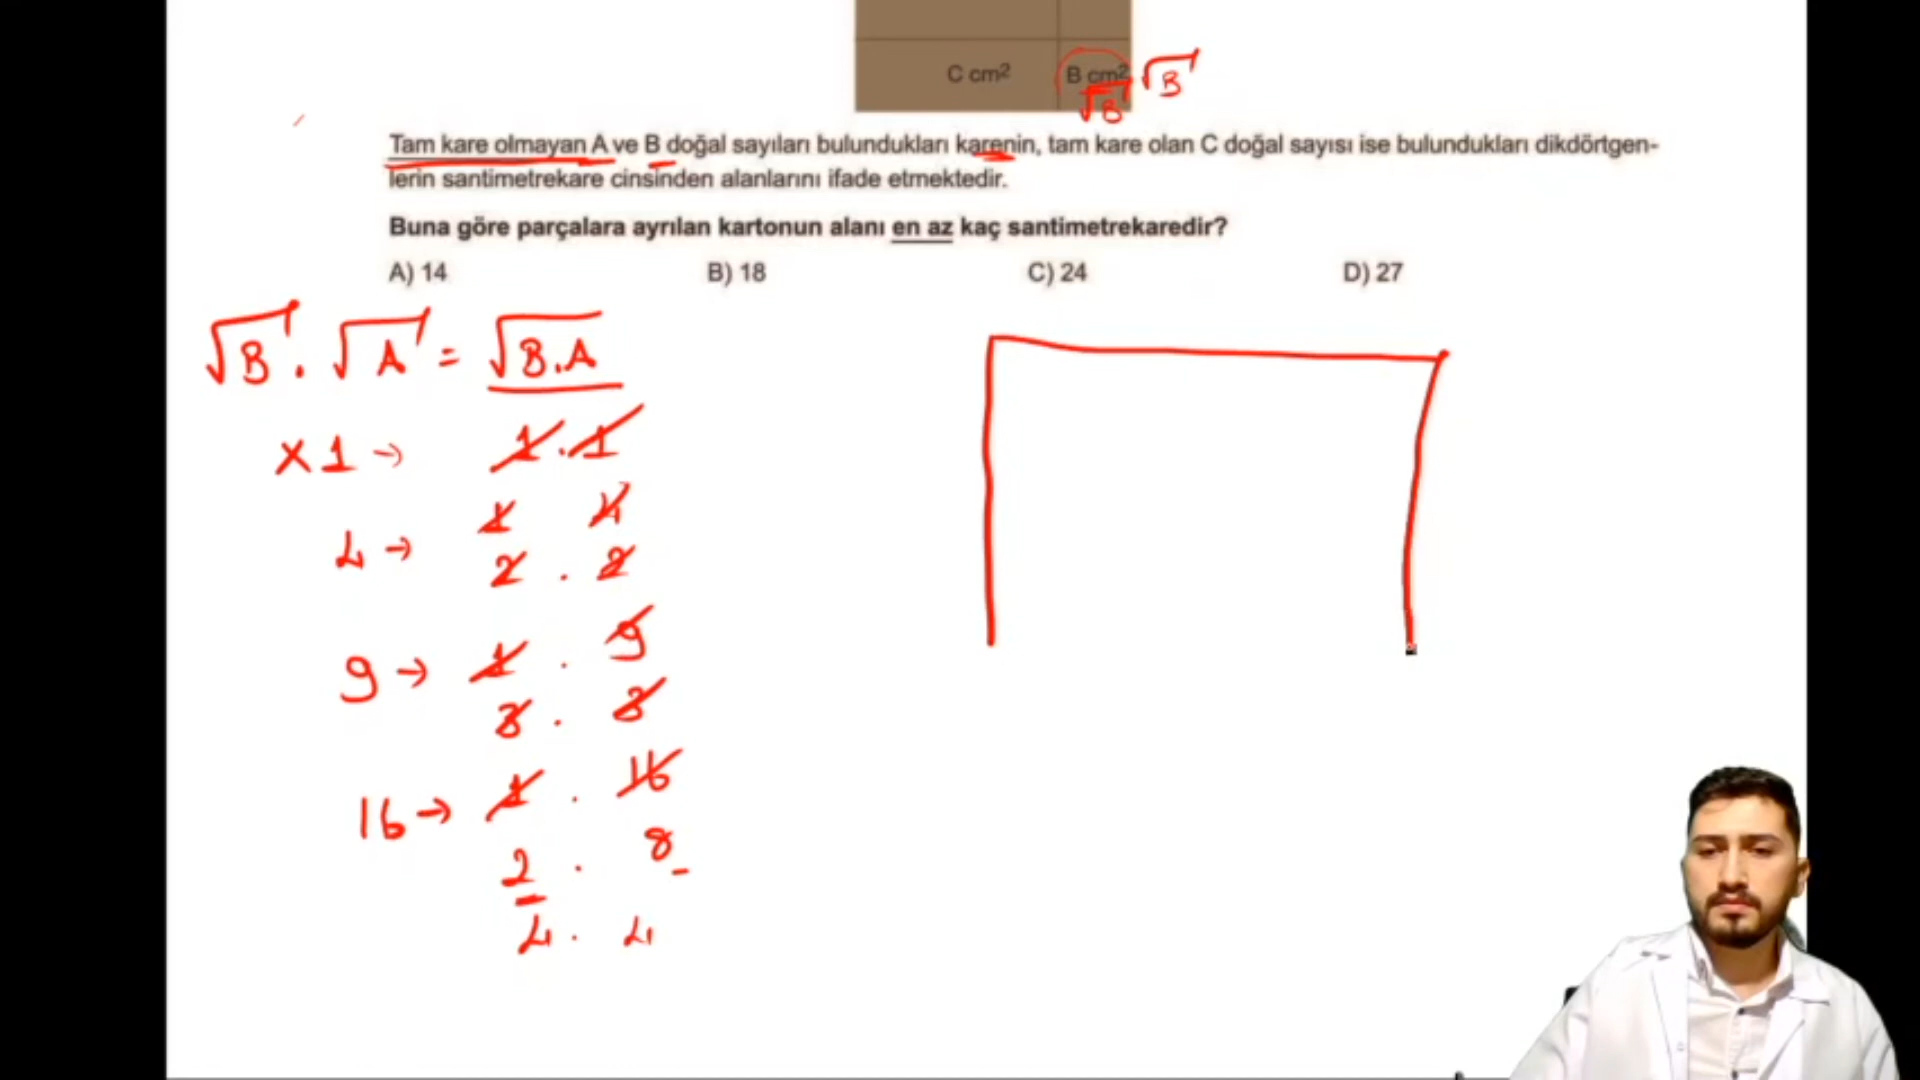 C cm²
B cm²
√B
√B
Tam kare olmayan A ve B doğal sayıları bulundukları karenin, tam kare olan C doğal sayısı ise bulundukları dikdörtgen-
lerin santimetrekare cinsinden alanlarını ifade etmektedir.
Buna göre parçalara ayrılan kartonun alanı en az kaç santimetrekaredir?
A) 14 B) 18 C) 24 D) 27
√B . √A = √B.A
x 1 → 1 . 1
1 4
4 → 2 . 2
9 → 1 . 9
3 . 3
16 → 1 . 16
2 . 8
4 . 4